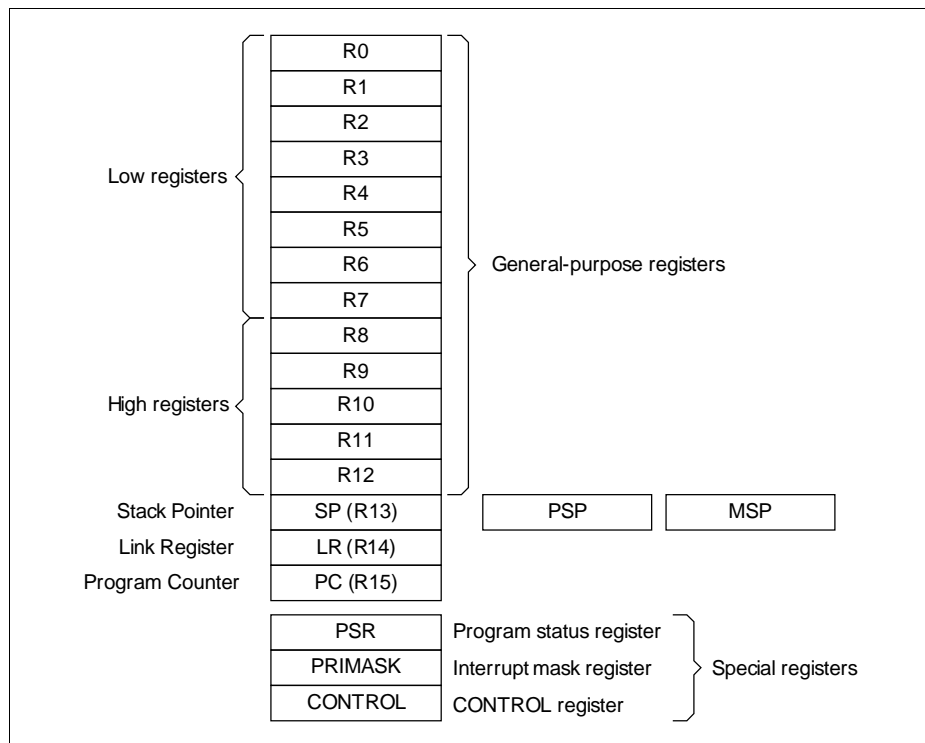 R0
R1
R2
R3
Low registers
R4
R5
R6
General-purpose registers
R7
R8
R9
High registers
R10
R11
R12
Stack Pointer SP (R13) PSP MSP
Link Register LR (R14)
Program Counter PC (R15)
PSR Program status register
PRIMASK Interrupt mask register Special registers
CONTROL CONTROL register